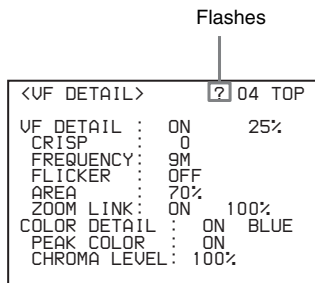 Flashes
<VF DETAIL> ? 04 TOP
VF DETAIL : ON 25%
CRISP : 0
FREQUENCY: 9M
FLICKER : OFF
AREA : 70%
ZOOM LINK: ON 100%
COLOR DETAIL : ON BLUE
PEAK COLOR : ON
CHROMA LEVEL: 100%